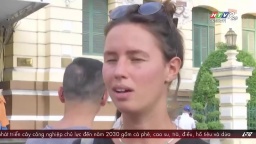 HTV9
HD
phát triển cây công nghiệp chủ lực đến năm 2030 gồm cà phê, cao su, trà, điều, hồ tiêu và dừa